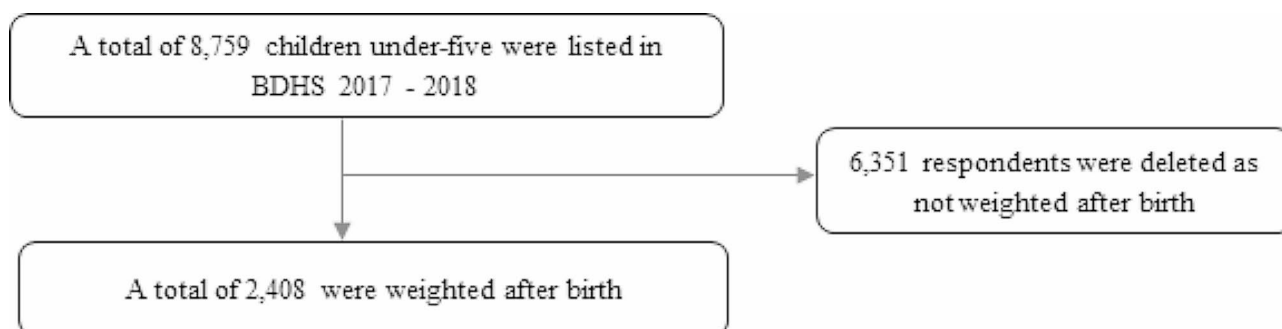 A total of 8,759 children under-five were listed in
BDHS 2017 - 2018
6,351 respondents were deleted as
not weighted after birth
A total of 2,408 were weighted after birth